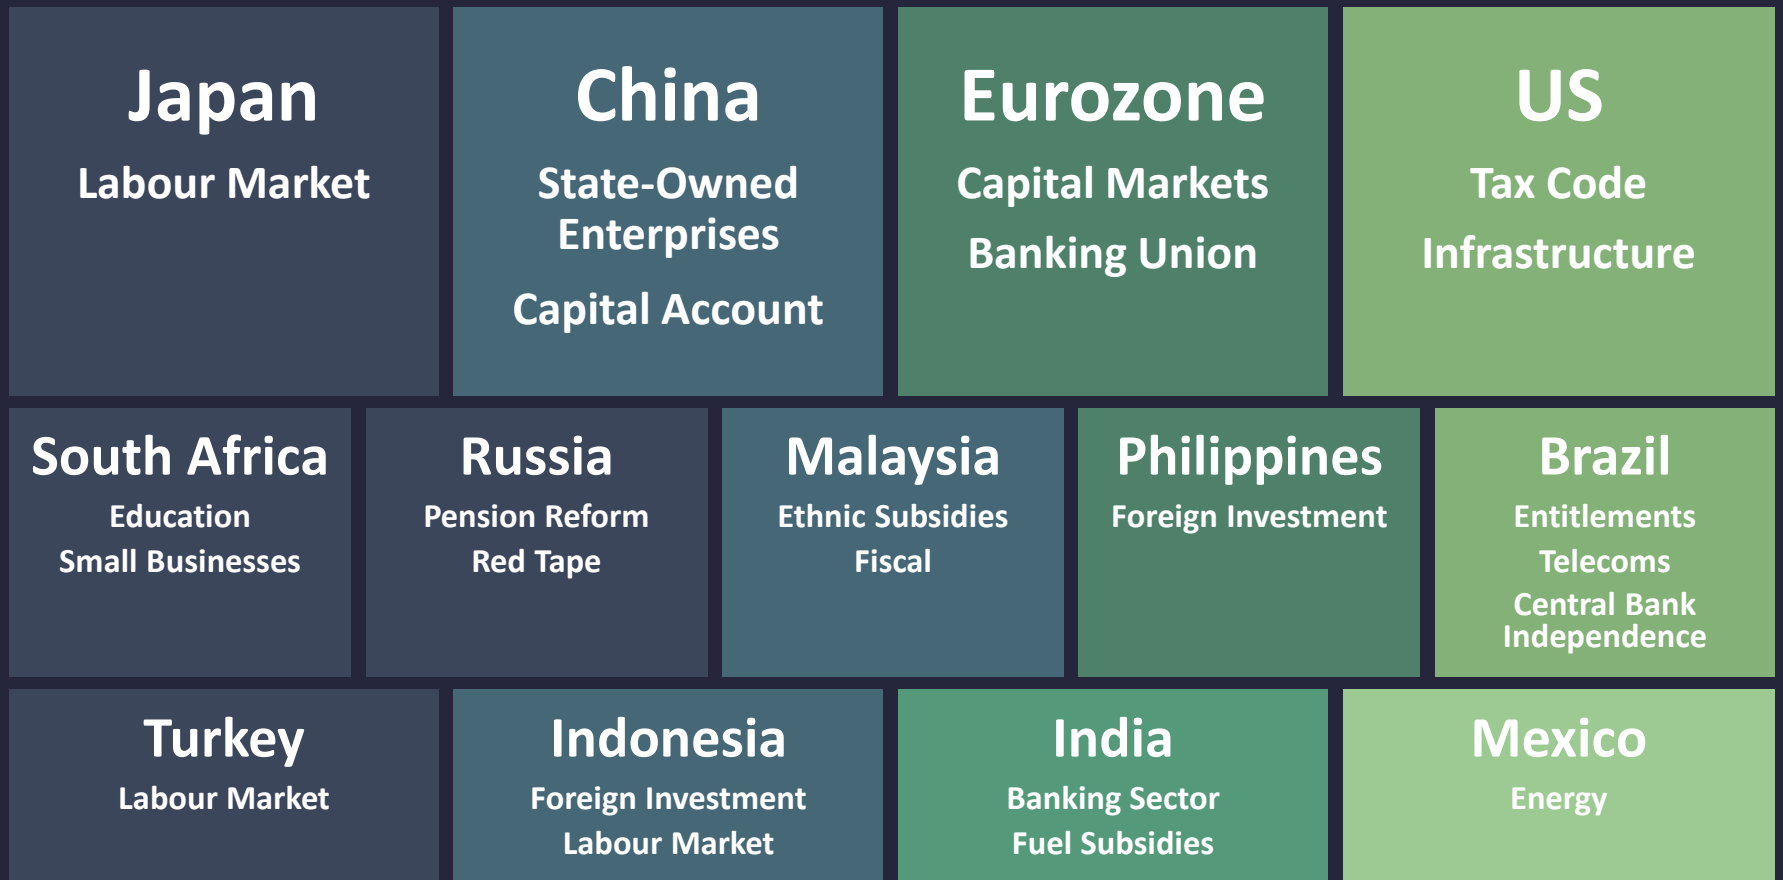 Japan
Labour Market
China
State-Owned
Enterprises
Capital Account
Eurozone
Capital Markets
Banking Union
US
Tax Code
Infrastructure
South Africa
Education
Small Businesses
Russia
Pension Reform
Red Tape
Malaysia
Ethnic Subsidies
Fiscal
Philippines
Foreign Investment
Brazil
Entitlements
Telecoms
Central Bank
Independence
Turkey
Labour Market
Indonesia
Foreign Investment
Labour Market
India
Banking Sector
Fuel Subsidies
Mexico
Energy